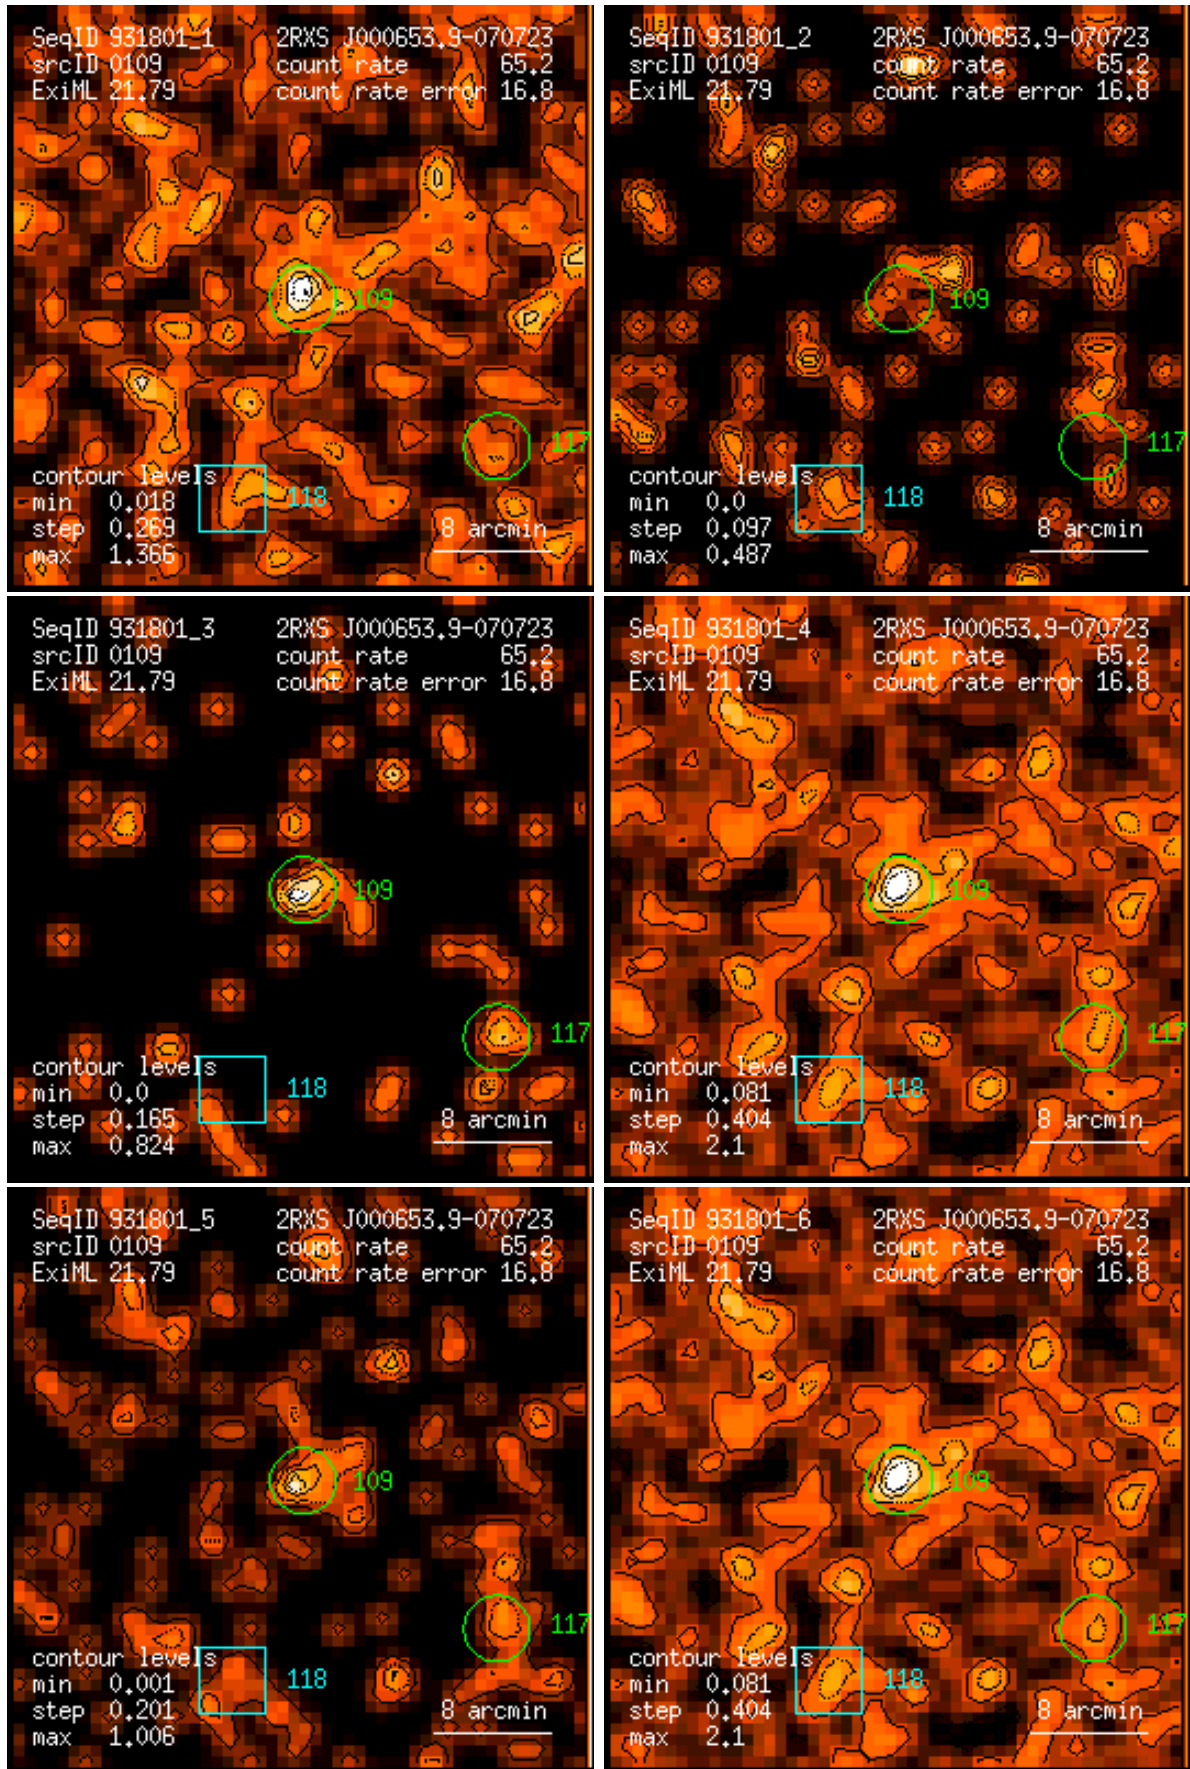 SeqID 931801_1 2RXS J000653.9-070723
srcID 0109 count rate 65.2
ExiML 21.79 count rate error 16.8
109
117
contour levels
118
min 0.018
step 0.269 8 arcmin
max 1.366
SeqID 931801_2 2RXS J000653.9-070723
srcID 0109 count rate 65.2
ExiML 21.79 count rate error 16.8
109
117
contour levels
118
min 0.0
step 0.097 8 arcmin
max 0.487
SeqID 931801_3 2RXS J000653.9-070723
srcID 0109 count rate 65.2
ExiML 21.79 count rate error 16.8
109
117
contour levels
118
min 0.0
step 0.165 8 arcmin
max 0.824
SeqID 931801_4 2RXS J000653.9-070723
srcID 0109 count rate 65.2
ExiML 21.79 count rate error 16.8
109
117
contour levels
118
min 0.081
step 0.404 8 arcmin
max 2.1
SeqID 931801_5 2RXS J000653.9-070723
srcID 0109 count rate 65.2
ExiML 21.79 count rate error 16.8
109
117
contour levels
118
min 0.001
step 0.201 8 arcmin
max 1.006
SeqID 931801_6 2RXS J000653.9-070723
srcID 0109 count rate 65.2
ExiML 21.79 count rate error 16.8
109
117
contour levels
118
min 0.081
step 0.404 8 arcmin
max 2.1